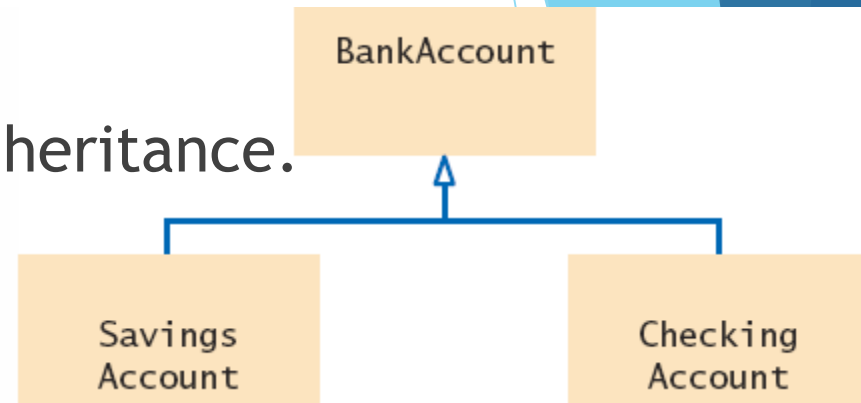 BankAccount
heritance.
Savings
Account
Checking
Account